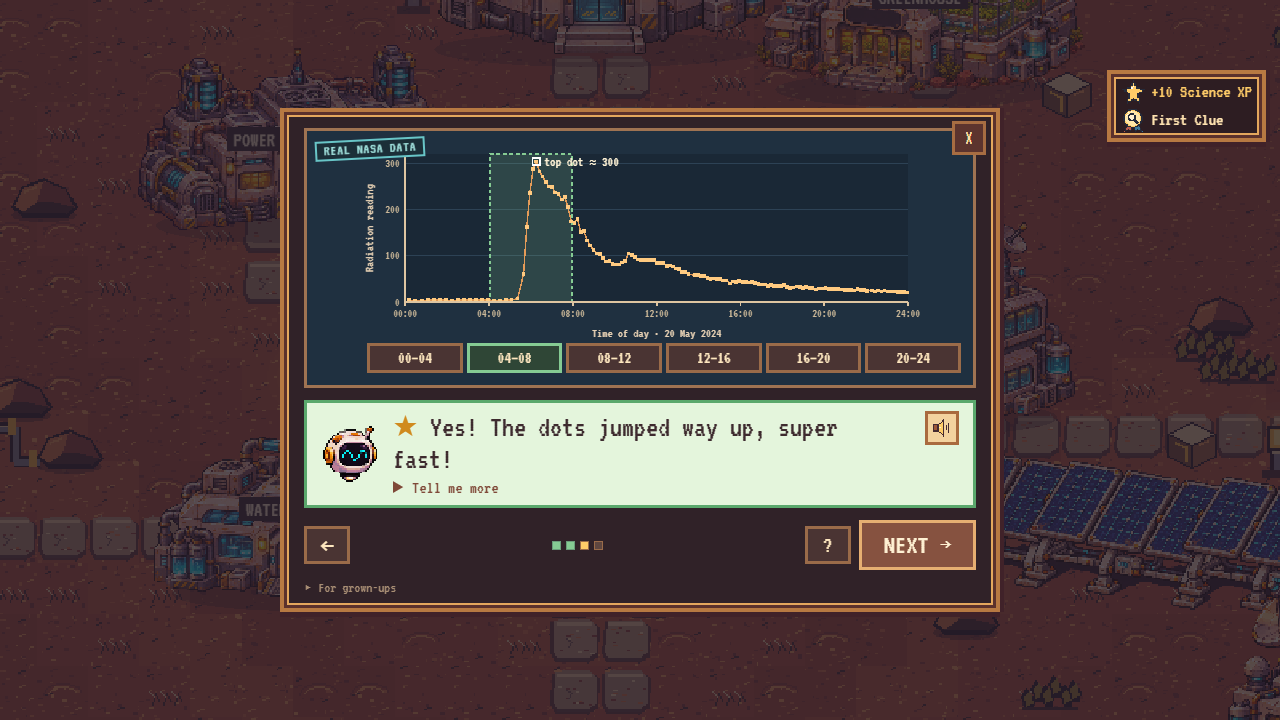 GREENHOUSE
+10 Science XP
First Clue
POWER
X
REAL NASA DATA
top dot ≈ 300
300
200
100
0
Radiation reading
00:00 04:00 08:00 12:00 16:00 20:00 24:00
Time of day · 20 May 2024
00–04 04–08 08–12 12–16 16–20 20–24
★ Yes! The dots jumped way up, super
fast!
▶ Tell me more
WATE
← ? NEXT →
▸ For grown-ups